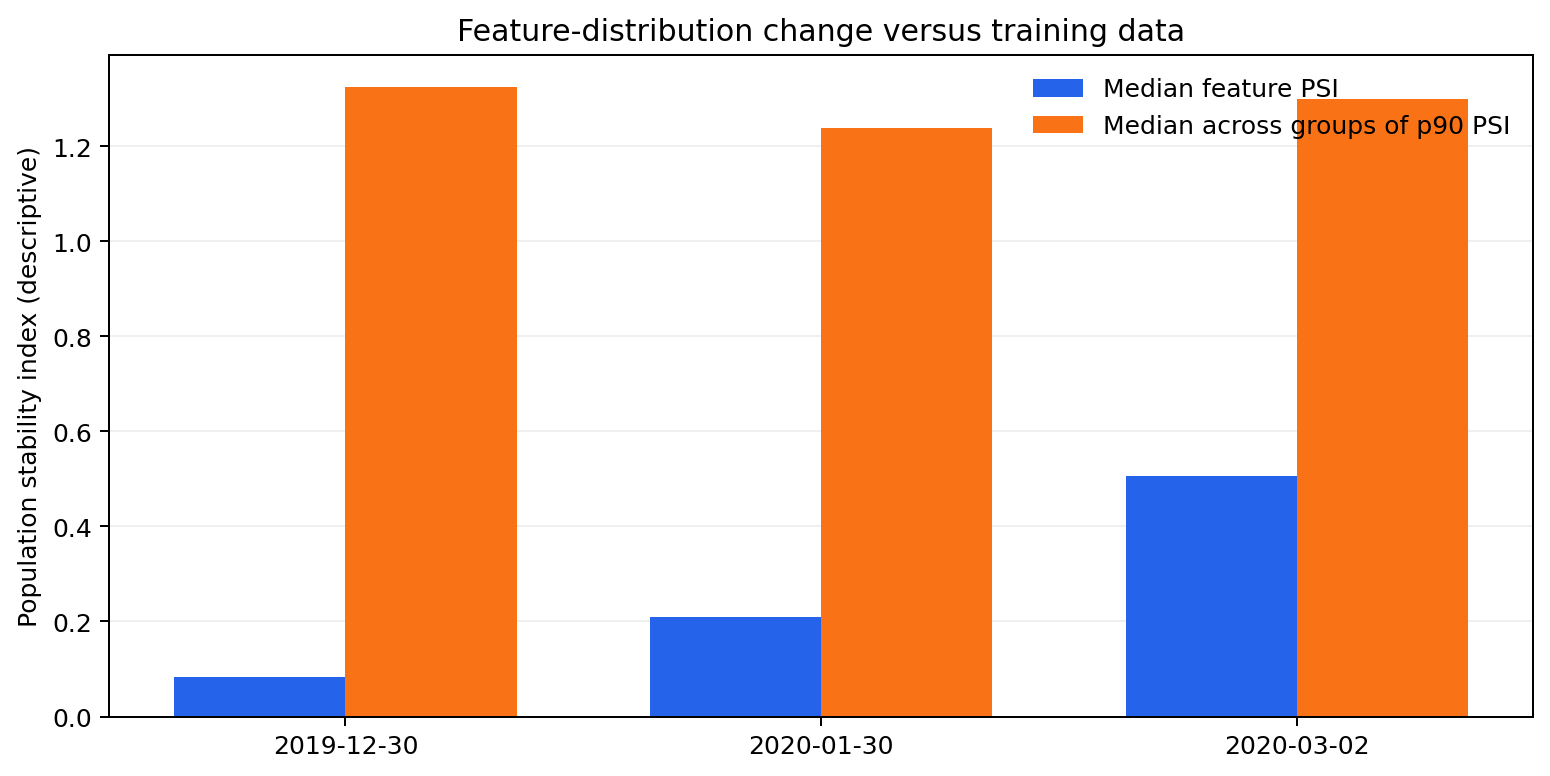 Feature-distribution change versus training data
Median feature PSI
Median across groups of p90 PSI
Population stability index (descriptive)
1.2
1.0
0.8
0.6
0.4
0.2
0.0
2019-12-30
2020-01-30
2020-03-02